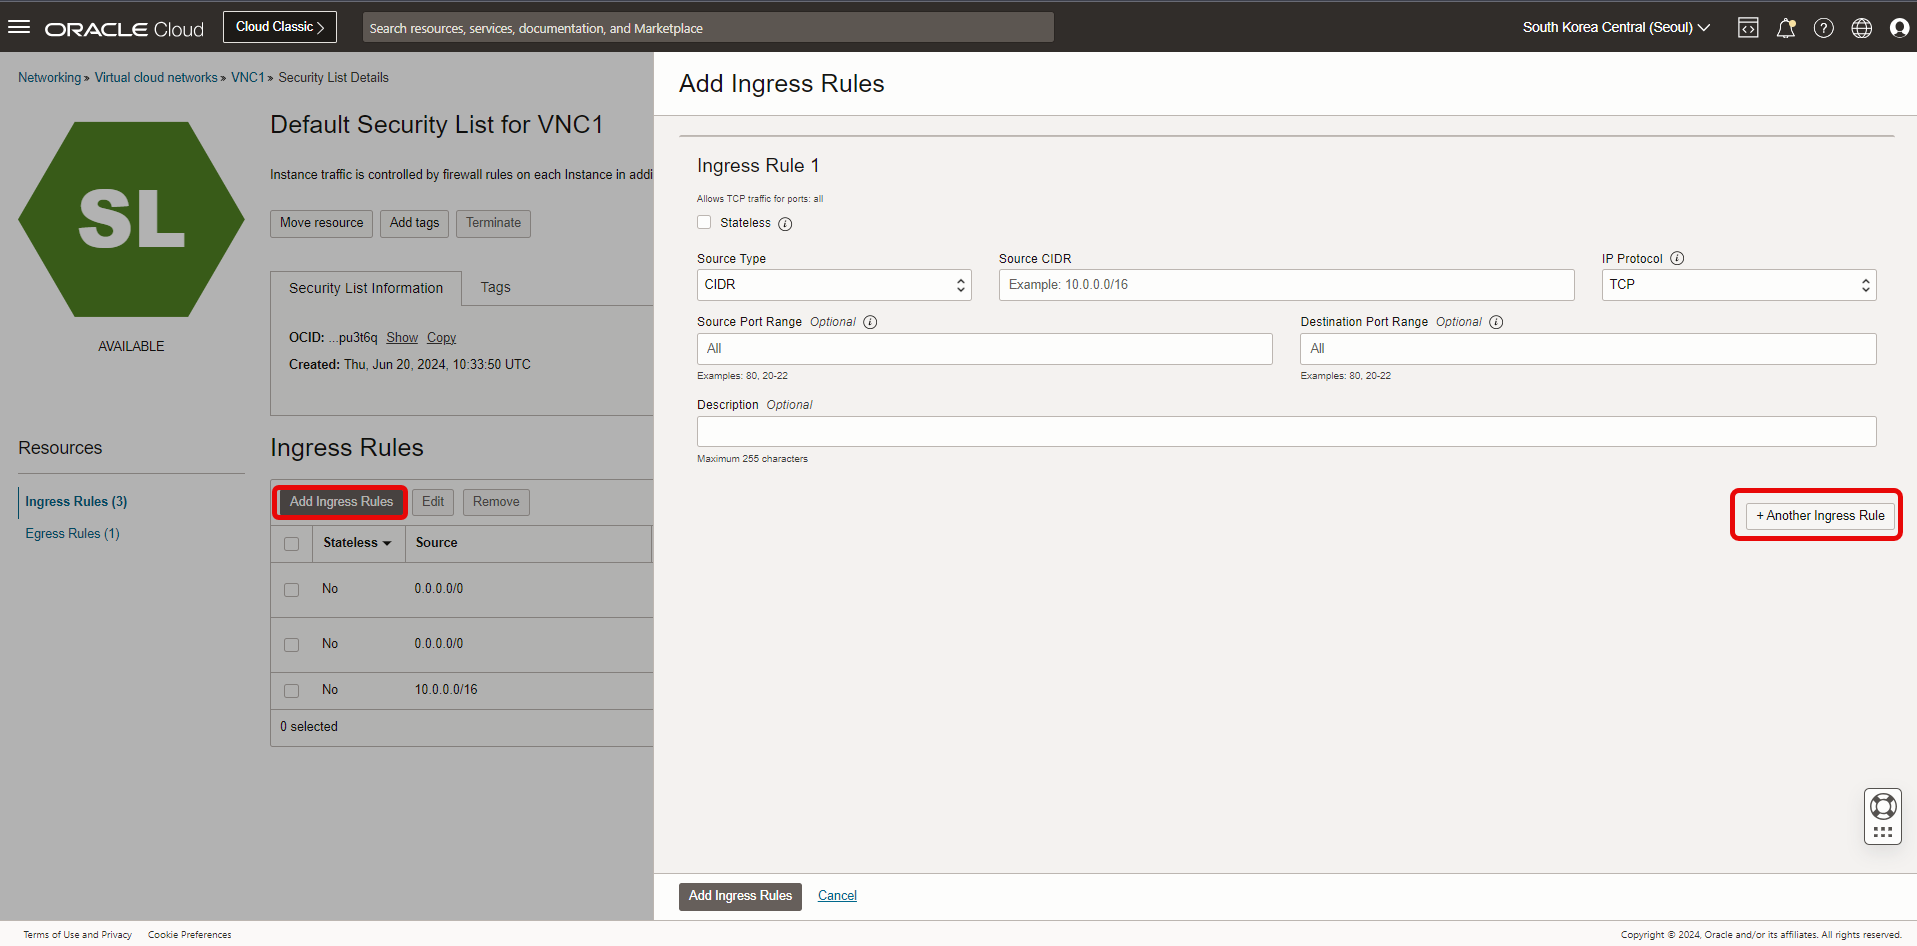 ORACLE Cloud
Cloud Classic >
Search resources, services, documentation, and Marketplace
South Korea Central (Seoul)
Networking » Virtual cloud networks » VNC1 » Security List Details
SL
AVAILABLE
Default Security List for VNC1
Instance traffic is controlled by firewall rules on each Instance in addi
Move resource
Add tags
Terminate
Security List Information
Tags
OCID: ...pu3t6q Show Copy
Created: Thu, Jun 20, 2024, 10:33:50 UTC
Resources
Ingress Rules (3)
Egress Rules (1)
Ingress Rules
Add Ingress Rules
Edit
Remove
Stateless
Source
No
0.0.0.0/0
No
0.0.0.0/0
No
10.0.0.0/16
0 selected
Add Ingress Rules
Ingress Rule 1
Allows TCP traffic for ports: all
Stateless
Source Type
CIDR
Source CIDR
Example: 10.0.0.0/16
IP Protocol
TCP
Source Port Range Optional
All
Examples: 80, 20-22
Destination Port Range Optional
All
Examples: 80, 20-22
Description Optional
Maximum 255 characters
+ Another Ingress Rule
Add Ingress Rules
Cancel
Terms of Use and Privacy
Cookie Preferences
Copyright © 2024, Oracle and/or its affiliates. All rights reserved.